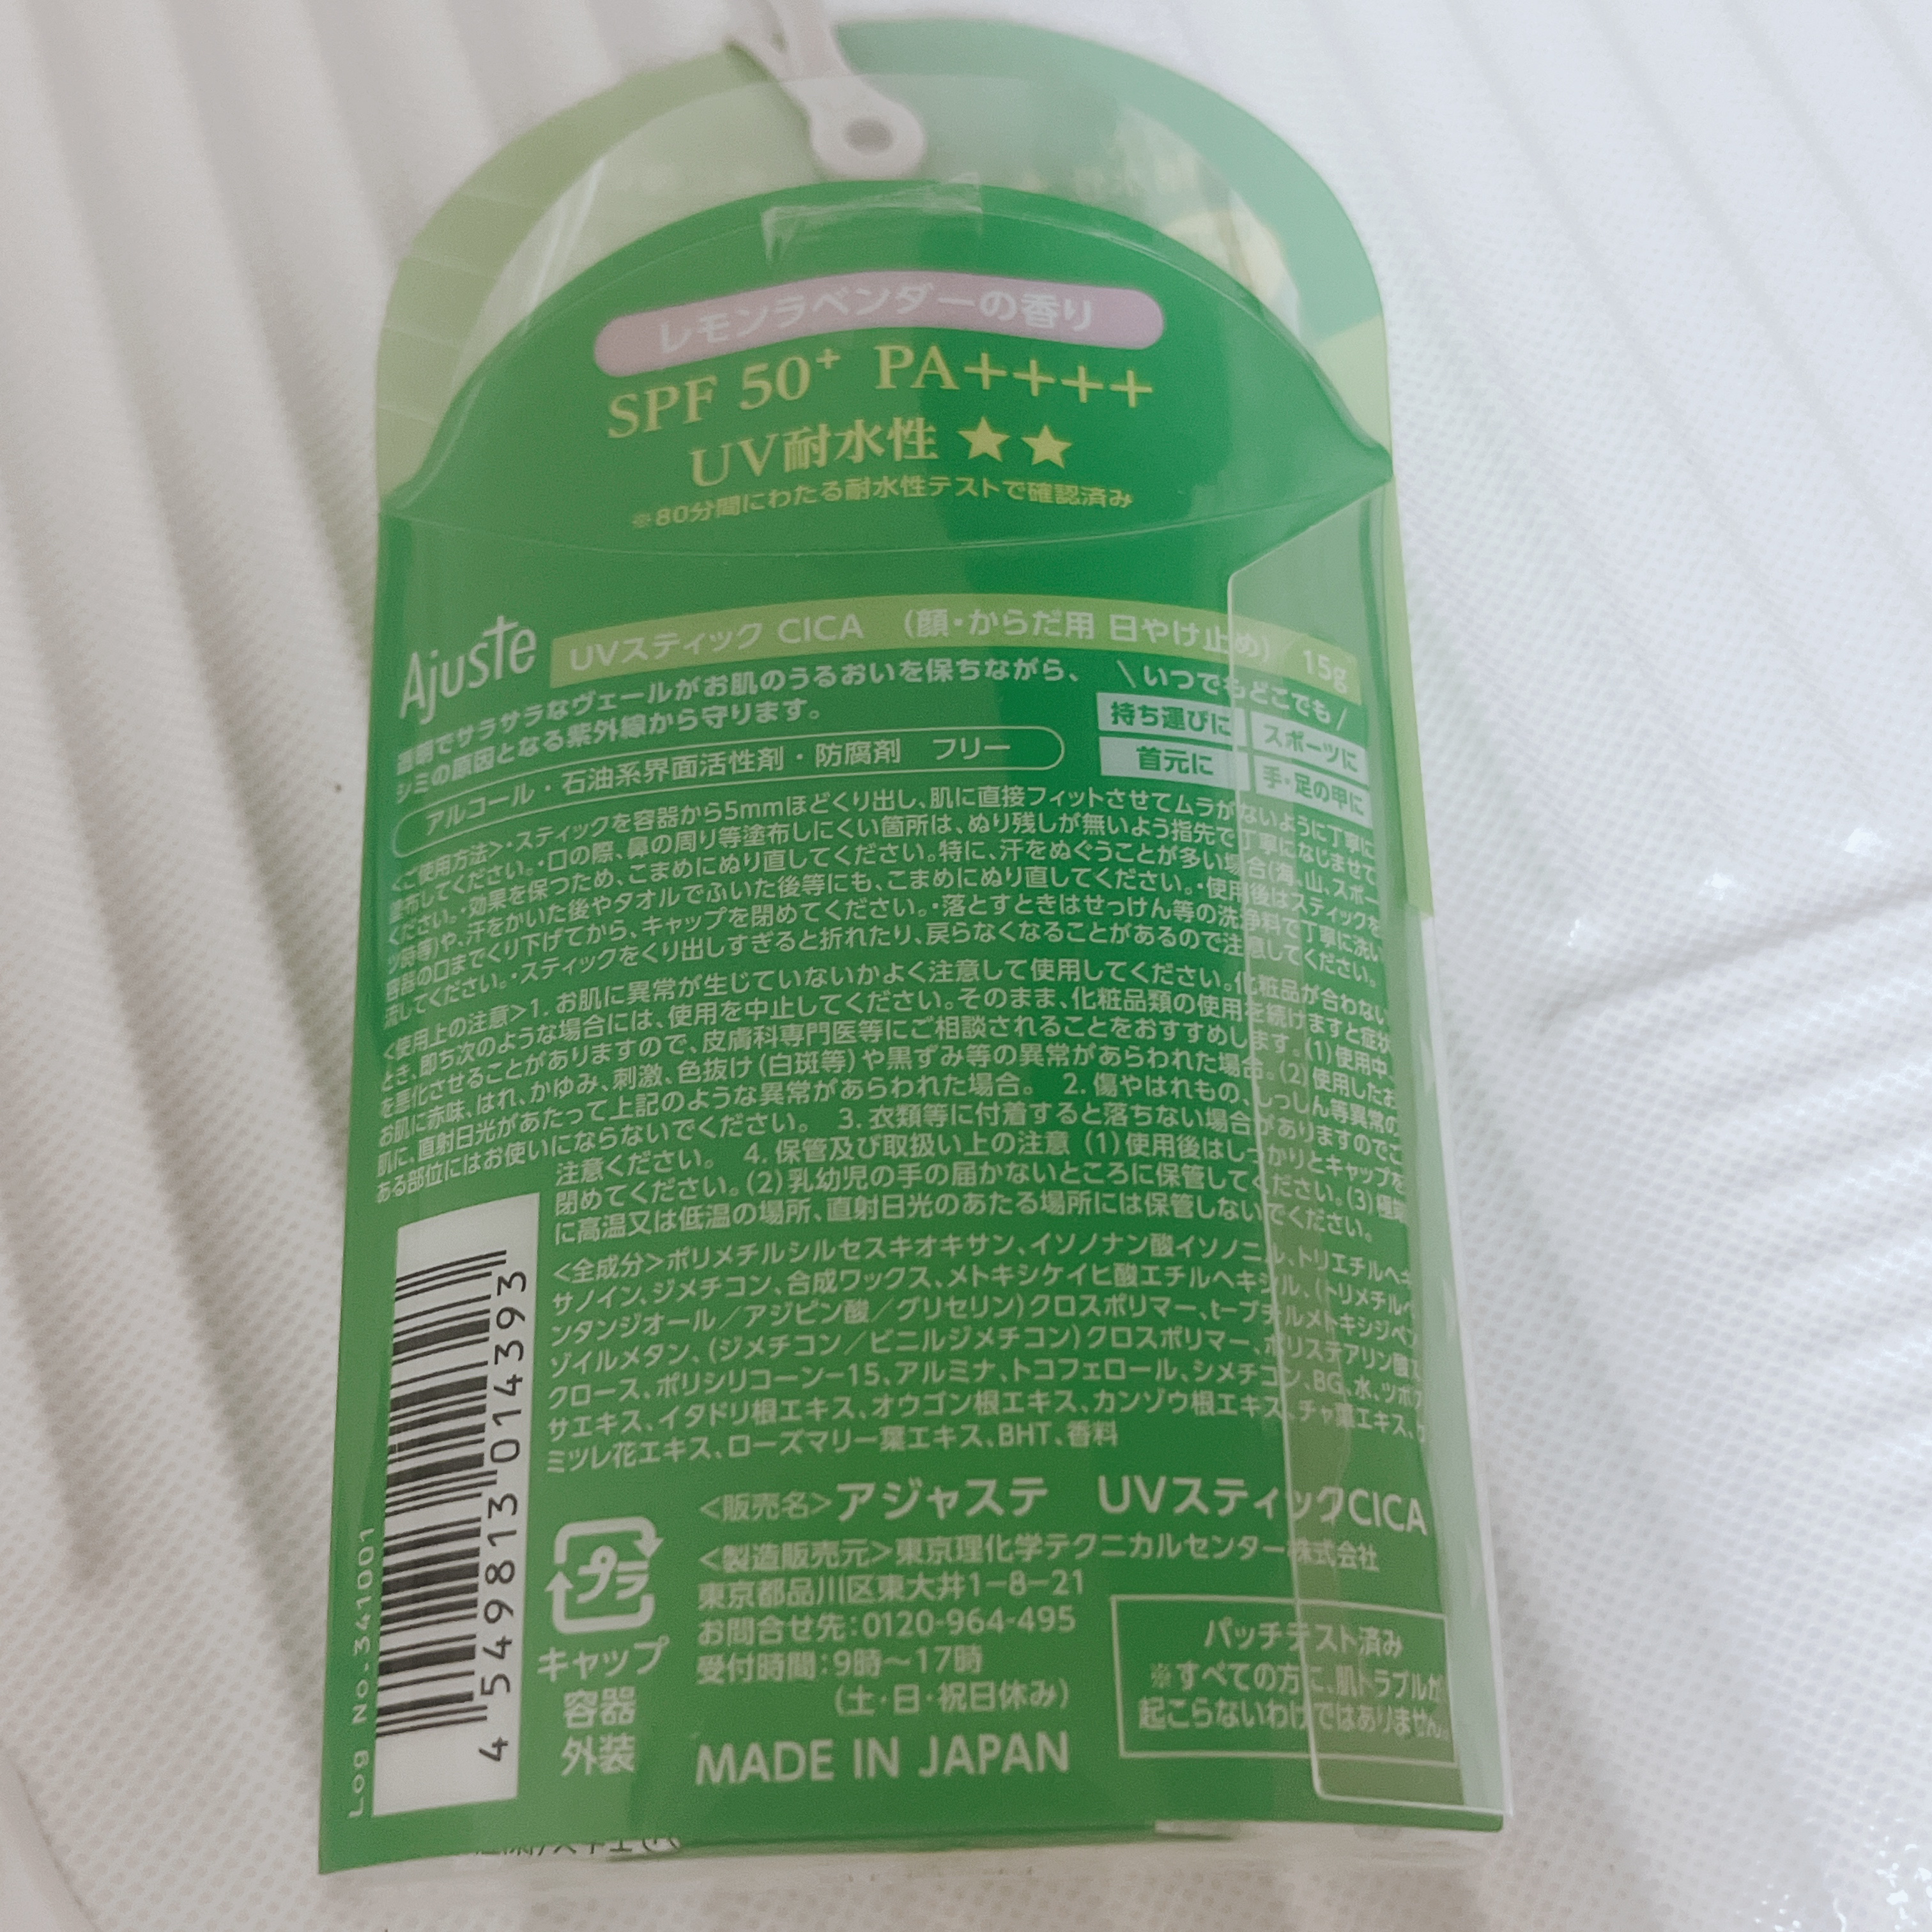 レモンラベンダーの香り
SPF 50+ PA++++
UV耐水性 ★★
※80分間にわたる耐水性テストで確認済み
Ajuste
UVスティック CICA （顔・からだ用 日やけ止め） 15g
透明でサラサラなヴェールがお肌のうるおいを保ちながら、
シミの原因となる紫外線から守ります。
\いつでもどこでも/
持ち運びに スポーツに
首元に 手・足の甲に
アルコール・石油系界面活性剤・防腐剤 フリー
<ご使用方法>・スティックを容器から5mmほどくり出し、肌に直接フィットさせてムラがないように丁寧に
塗布してください。・口の際、鼻の周り等塗布しにくい箇所は、ぬり残しが無いよう指先で丁寧になじませて
ください。・効果を保つため、こまめにぬり直してください。特に、汗をぬぐうことが多い場合(海、山、スポー
ツ時等)や、汗をかいた後やタオルでふいた後等にも、こまめにぬり直してください。・使用後はスティックを
容器の口までくり下げてから、キャップを閉めてください。・落とすときはせっけん等の洗浄料で丁寧に洗い
流してください。・スティックをくり出しすぎると折れたり、戻らなくなることがあるので注意してください。
<使用上の注意>1. お肌に異常が生じていないかよく注意して使用してください。化粧品が合わない
とき、即ち次のような場合には、使用を中止してください。そのまま、化粧品類の使用を続けますと症状
を悪化させることがありますので、皮膚科専門医等にご相談されることをおすすめします。(1)使用中
お肌に赤味、はれ、かゆみ、刺激、色抜け(白斑等)や黒ずみ等の異常があらわれた場合。(2)使用したお
肌に、直射日光があたって上記のような異常があらわれた場合。 2. 傷やはれもの、しっしん等異常の
ある部位にはお使いにならないでください。 3. 衣類等に付着すると落ちない場合がありますのでご
注意ください。 4. 保管及び取扱い上の注意 (1)使用後はしっかりとキャップを
閉めてください。(2)乳幼児の手の届かないところに保管してください。(3)極端
に高温又は低温の場所、直射日光のあたる場所には保管しないでください。
<全成分>ポリメチルシルセスキオキサン、イソノナン酸イソノニル、トリエチルヘキ
サノイン、ジメチコン、合成ワックス、メトキシケイヒ酸エチルヘキシル、(トリメチルペ
ンタンジオール/アジピン酸/グリセリン)クロスポリマー、t-ブチルメトキシジベン
ゾイルメタン、(ジメチコン/ビニルジメチコン)クロスポリマー、ポリステアリン酸ス
クロース、ポリシリコーン-15、アルミナ、トコフェロール、シメチコン、BG、水、ツボク
サエキス、イタドリ根エキス、オウゴン根エキス、カンゾウ根エキス、チャ葉エキス、カ
ミツレ花エキス、ローズマリー葉エキス、BHT、香料
<販売名>アジャステ UVスティックCICA
<製造販売元>東京理化学テクニカルセンター株式会社
東京都品川区東大井1-8-21
お問合せ先:0120-964-495
受付時間:9時〜17時
(土・日・祝日休み)
MADE IN JAPAN
パッチテスト済み
※すべての方に、肌トラブルが
起こらないわけではありません。
プラ
キャップ
容器
外装
4 549813 014393
Log No.341001